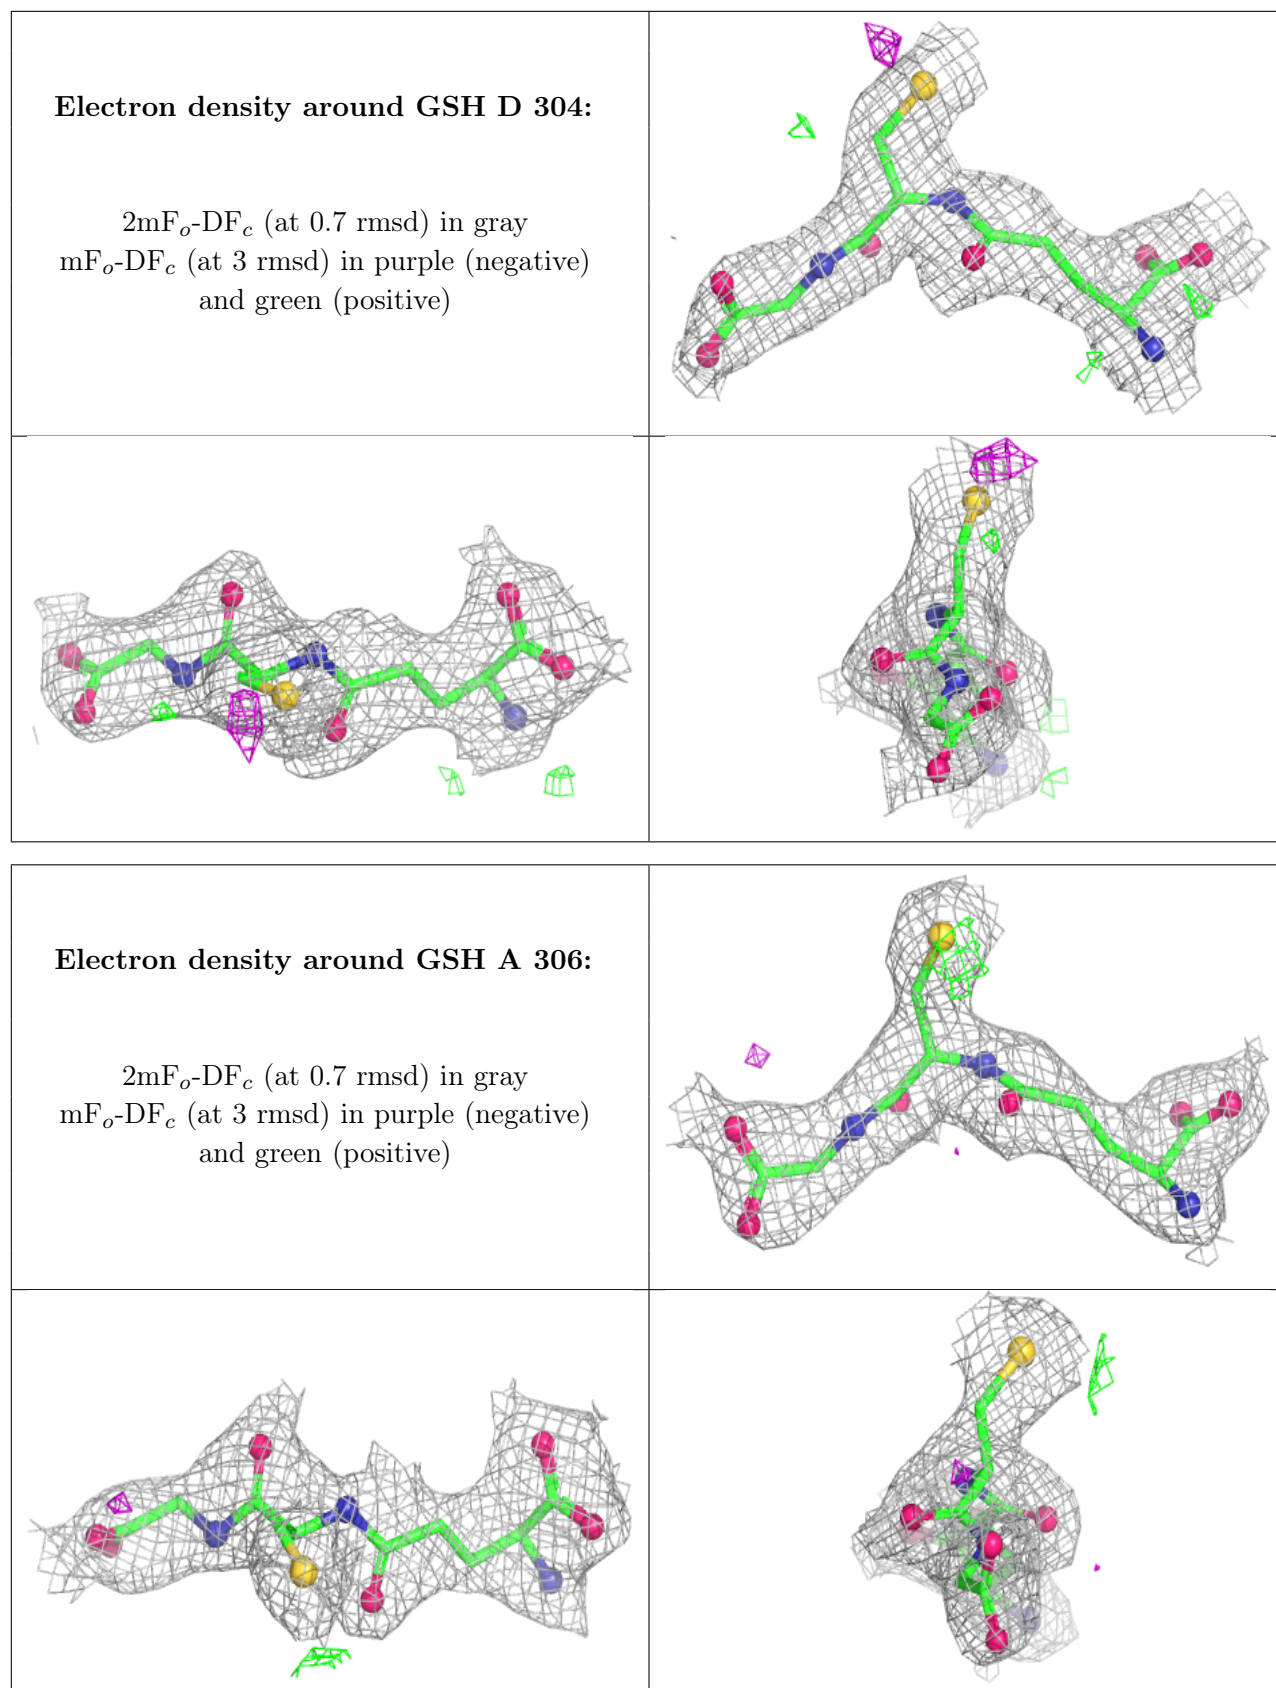 Electron density around GSH D 304:
2mFo-DFc (at 0.7 rmsd) in gray
mFo-DFc (at 3 rmsd) in purple (negative)
and green (positive)
Electron density around GSH A 306:
2mFo-DFc (at 0.7 rmsd) in gray
mFo-DFc (at 3 rmsd) in purple (negative)
and green (positive)